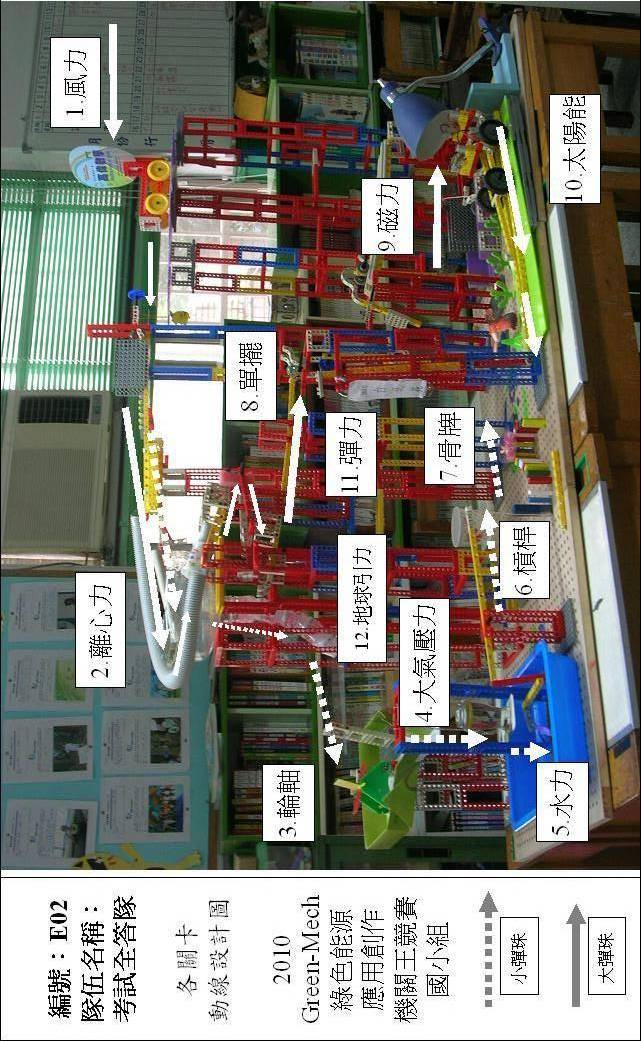 編號：E02
隊伍名稱：
考試全答隊
各關卡
動線設計圖
2010
Green-Mech
綠色能源
應用創作
機關王競賽
國小組
小彈珠
大彈珠
1.風力
2.離心力
3.輪軸
4.大氣壓力
5.水力
6.槓桿
7.骨牌
8.單擺
9.磁力
10.太陽能
11.彈力
12.地球引力
月 份 行